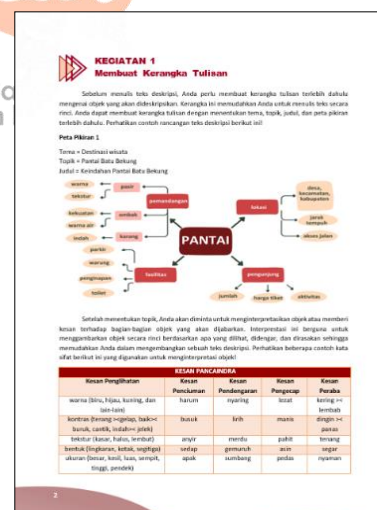 KEGIATAN 1
Membuat Kerangka Tulisan
Sebelum menulis teks deskripsi, Anda perlu membuat kerangka tulisan terlebih dahulu
mengenai objek yang akan dideskripsikan. Kerangka ini memudahkan Anda untuk menulis teks secara
rinci. Anda dapat membuat kerangka tulisan dengan menentukan tema, topik, judul, dan peta pikiran
terlebih dahulu. Perhatikan contoh rancangan teks deskripsi berikut ini!
Peta Pikiran 1
Tema = Destinasi wisata
Topik = Pantai Batu Bekung
Judul = Keindahan Pantai Batu Bekung
warna
pasir
tekstur
pemandangan
kekuatan
ombak
warna air
indah
karang
lokasi
desa,
kecamatan,
kabupaten
jarak
tempuh
akses jalan
PANTAI
parkir
warung
fasilitas
penginapan
toilet
pengunjung
jumlah
harga tiket
aktivitas
Setelah menentukan topik, Anda akan diminta untuk menginterpretasikan objek atau memberi
kesan terhadap bagian-bagian objek yang akan dijabarkan. Interpretasi ini berguna untuk
menggambarkan objek secara rinci berdasarkan apa yang dilihat, didengar, dan dirasakan sehingga
memudahkan Anda dalam mengembangkan sebuah teks deskripsi. Perhatikan beberapa contoh kata
sifat berikut ini yang digunakan untuk menginterpretasi objek!
KESAN PANCAINDRA
Kesan Penglihatan Kesan Penciuman Kesan Pendengaran Kesan Pengecap Kesan Peraba
warna (biru, hijau, kuning, dan lain-lain) harum nyaring lezat kering >< lembab
kontras (terang ><gelap, baik>< buruk, cantik, indah>< jelek) busuk lirih manis dingin >< panas
tekstur (kasar, halus, lembut) anyir merdu pahit tenang
bentuk (lingkaran, kotak, segitiga) sedap gemuruh asin segar
ukuran (besar, kecil, luas, sempit, tinggi, pendek) apak sumbang pedas nyaman
2